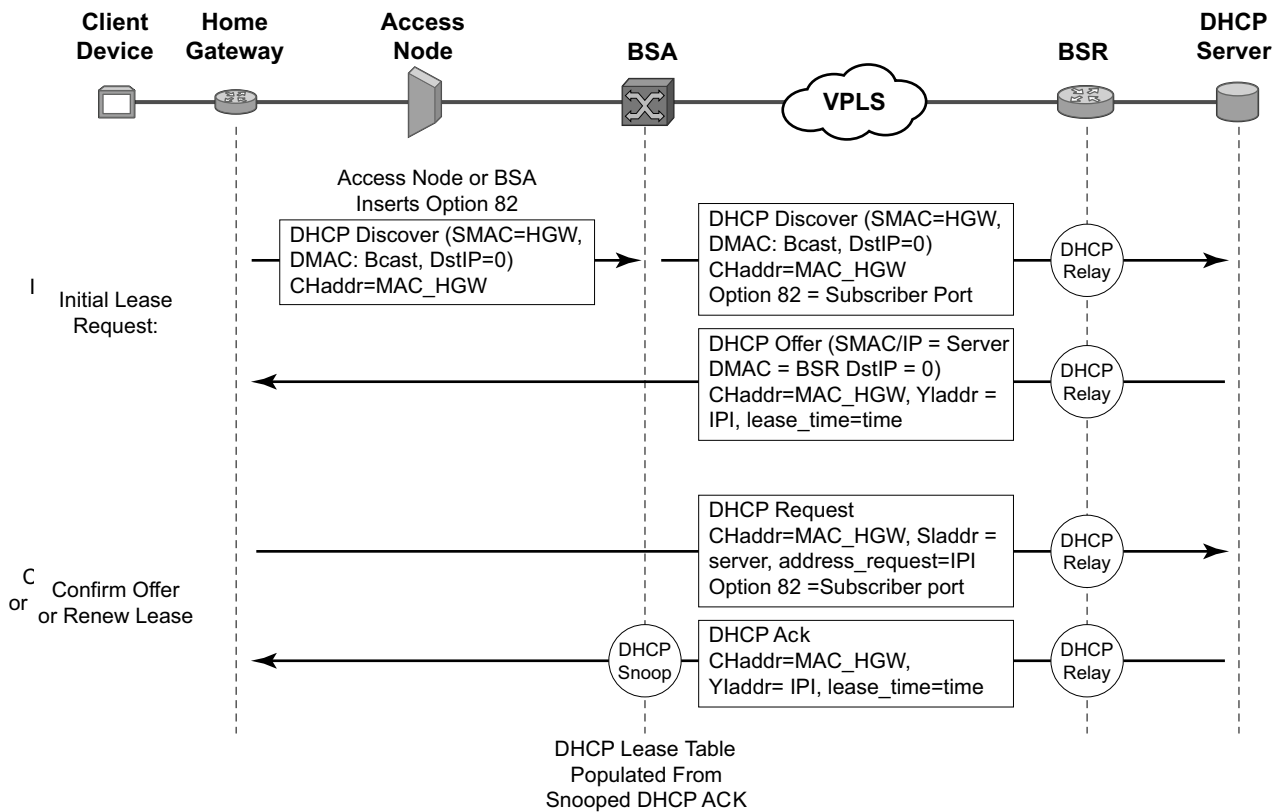 Client
Device
Home
Gateway
Access
Node
BSA
VPLS
BSR
DHCP
Server
Access Node or BSA
Inserts Option 82
DHCP Discover (SMAC=HGW,
DMAC: Bcast, DstIP=0)
CHaddr=MAC_HGW
DHCP Discover (SMAC=HGW,
DMAC: Bcast, DstIP=0)
CHaddr=MAC_HGW
Option 82 = Subscriber Port
DHCP
Relay
Initial Lease
Request:
DHCP Offer (SMAC/IP = Server
DMAC = BSR DstIP = 0)
CHaddr=MAC_HGW, YIaddr =
IPI, lease_time=time
DHCP
Relay
DHCP Request
CHaddr=MAC_HGW, SIaddr =
server, address_request=IPI
Option 82 =Subscriber port
DHCP
Relay
or
Confirm Offer
or Renew Lease
DHCP
Snoop
DHCP Ack
CHaddr=MAC_HGW,
YIaddr= IPI, lease_time=time
DHCP
Relay
DHCP Lease Table
Populated From
Snooped DHCP ACK